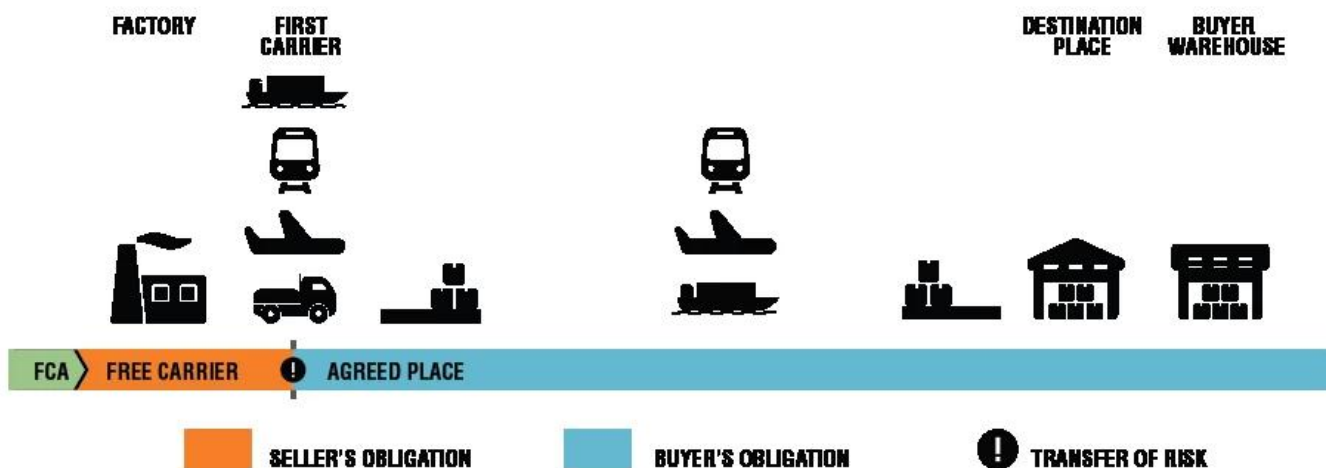 FACTORY
FIRST
CARRIER
DESTINATION
PLACE
BUYER
WAREHOUSE
FCA
FREE CARRIER
!
AGREED PLACE
SELLER'S OBLIGATION
BUYER'S OBLIGATION
!
TRANSFER OF RISK